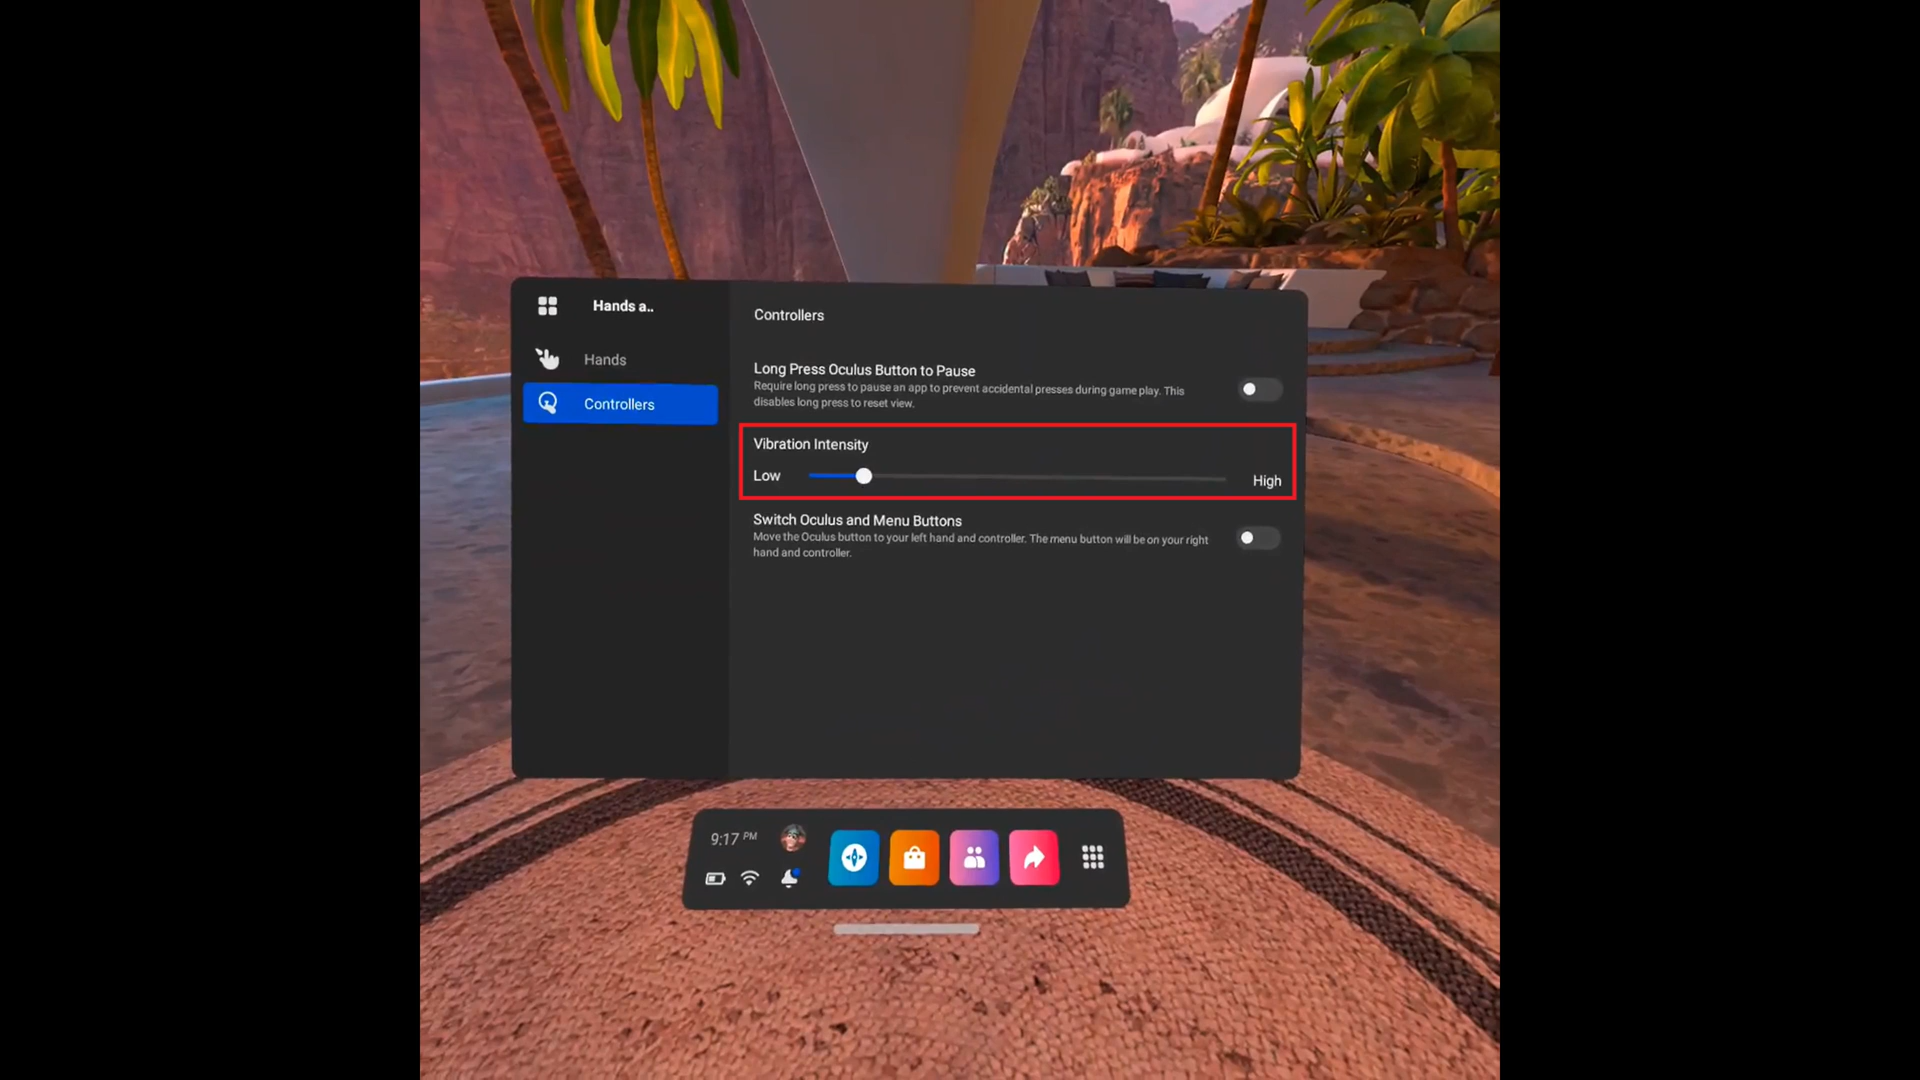 Hands a..
Hands
Controllers
Controllers
Long Press Oculus Button to Pause
Require long press to pause an app to prevent accidental presses during game play. This
disables long press to reset view.
Vibration Intensity
Low
High
Switch Oculus and Menu Buttons
Move the Oculus button to your left hand and controller. The menu button will be on your right
hand and controller.
9:17 PM